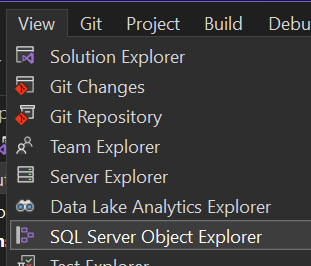 View Git Project Build Debu
Solution Explorer
Git Changes
Git Repository
Team Explorer
Server Explorer
Data Lake Analytics Explorer
SQL Server Object Explorer
Test Explorer